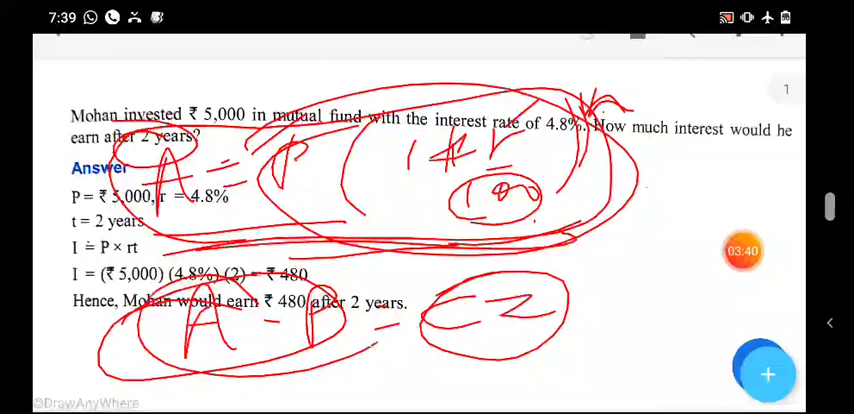 7:39
1
Mohan invested ₹ 5,000 in mutual fund with the interest rate of 4.8%. How much interest would he
earn after 2 years?
Answer
A = P (1 + r
100
)n
P = ₹ 5,000, r = 4.8%
t = 2 years
I = P × rt
03:40
I = (₹ 5,000) (4.8%) (2) = ₹ 480
Hence, Mohan would earn ₹ 480 after 2 years.
A - P =
@DrawAnyWhere